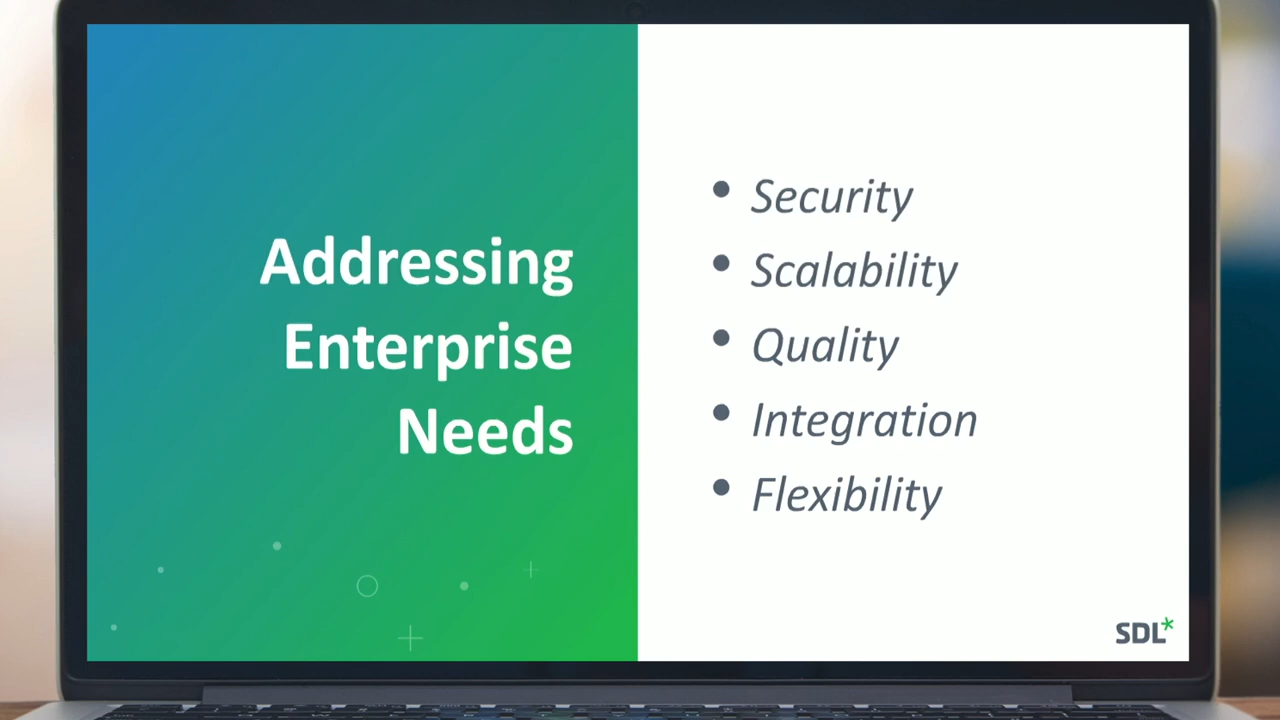 Addressing
Enterprise
Needs
• Security
• Scalability
• Quality
• Integration
• Flexibility
SDL*